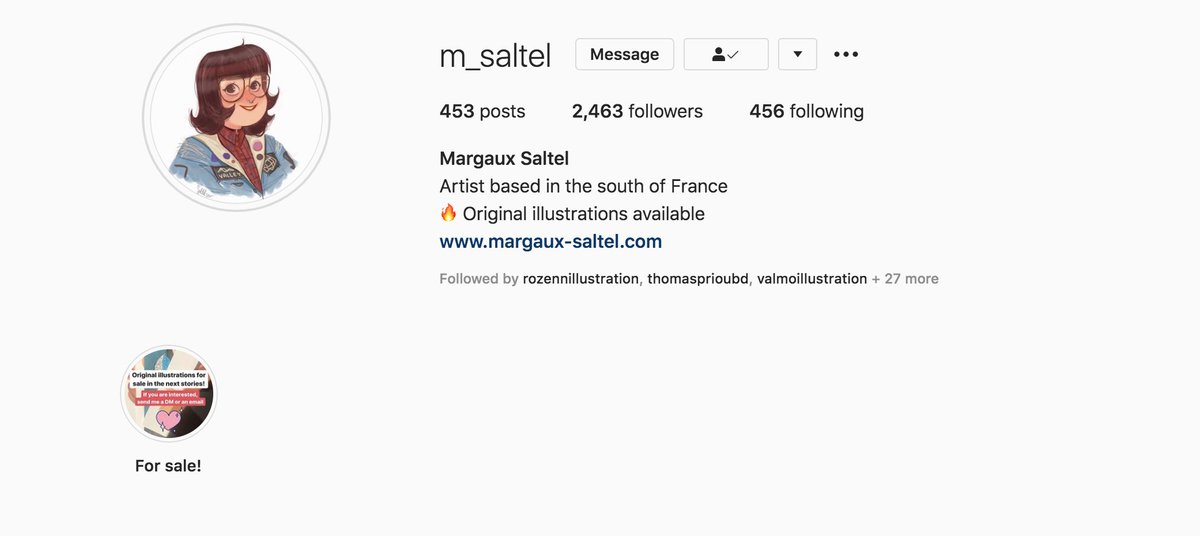 m_saltel Message
453 posts 2,463 followers 456 following
Margaux Saltel
Artist based in the south of France
🔥 Original illustrations available
www.margaux-saltel.com
Followed by rozennillustration, thomasprioubd, valmoillustration + 27 more
VALLEY
Original illustrations for
sale in the next stories!
If you are interested,
send me a DM or an email
For sale!